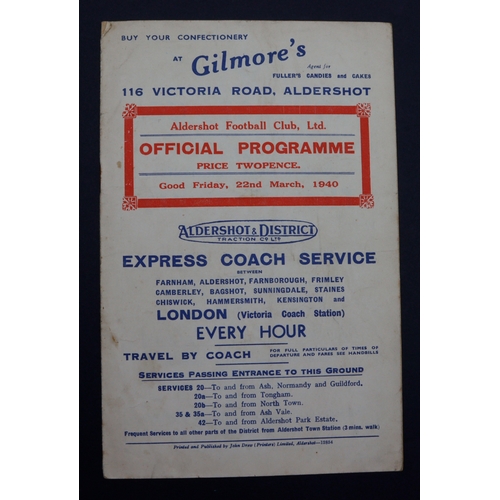 BUY YOUR CONFECTIONERY
AT Gilmore's
Agent for
FULLER'S CANDIES and CAKES
116 VICTORIA ROAD, ALDERSHOT
Aldershot Football Club, Ltd.
OFFICIAL PROGRAMME
PRICE TWOPENCE.
Good Friday, 22nd March, 1940
ALDERSHOT & DISTRICT
TRACTION CO LTD
EXPRESS COACH SERVICE
BETWEEN
FARNHAM, ALDERSHOT, FARNBOROUGH, FRIMLEY
CAMBERLEY, BAGSHOT, SUNNINGDALE, STAINES
CHISWICK, HAMMERSMITH, KENSINGTON and
LONDON (Victoria Coach Station)
EVERY HOUR
TRAVEL BY COACH FOR FULL PARTICULARS OF TIMES OF
DEPARTURE AND FARES SEE HANDBILLS
SERVICES PASSING ENTRANCE TO THIS GROUND
SERVICES 20—To and from Ash, Normandy and Guildford.
20a—To and from Tongham.
20b—To and from North Town.
35 & 35a—To and from Ash Vale.
42—To and from Aldershot Park Estate.
Frequent Services to all other parts of the District from Aldershot Town Station (3 mins. walk)
Printed and Published by John Drew (Printers) Limited, Aldershot